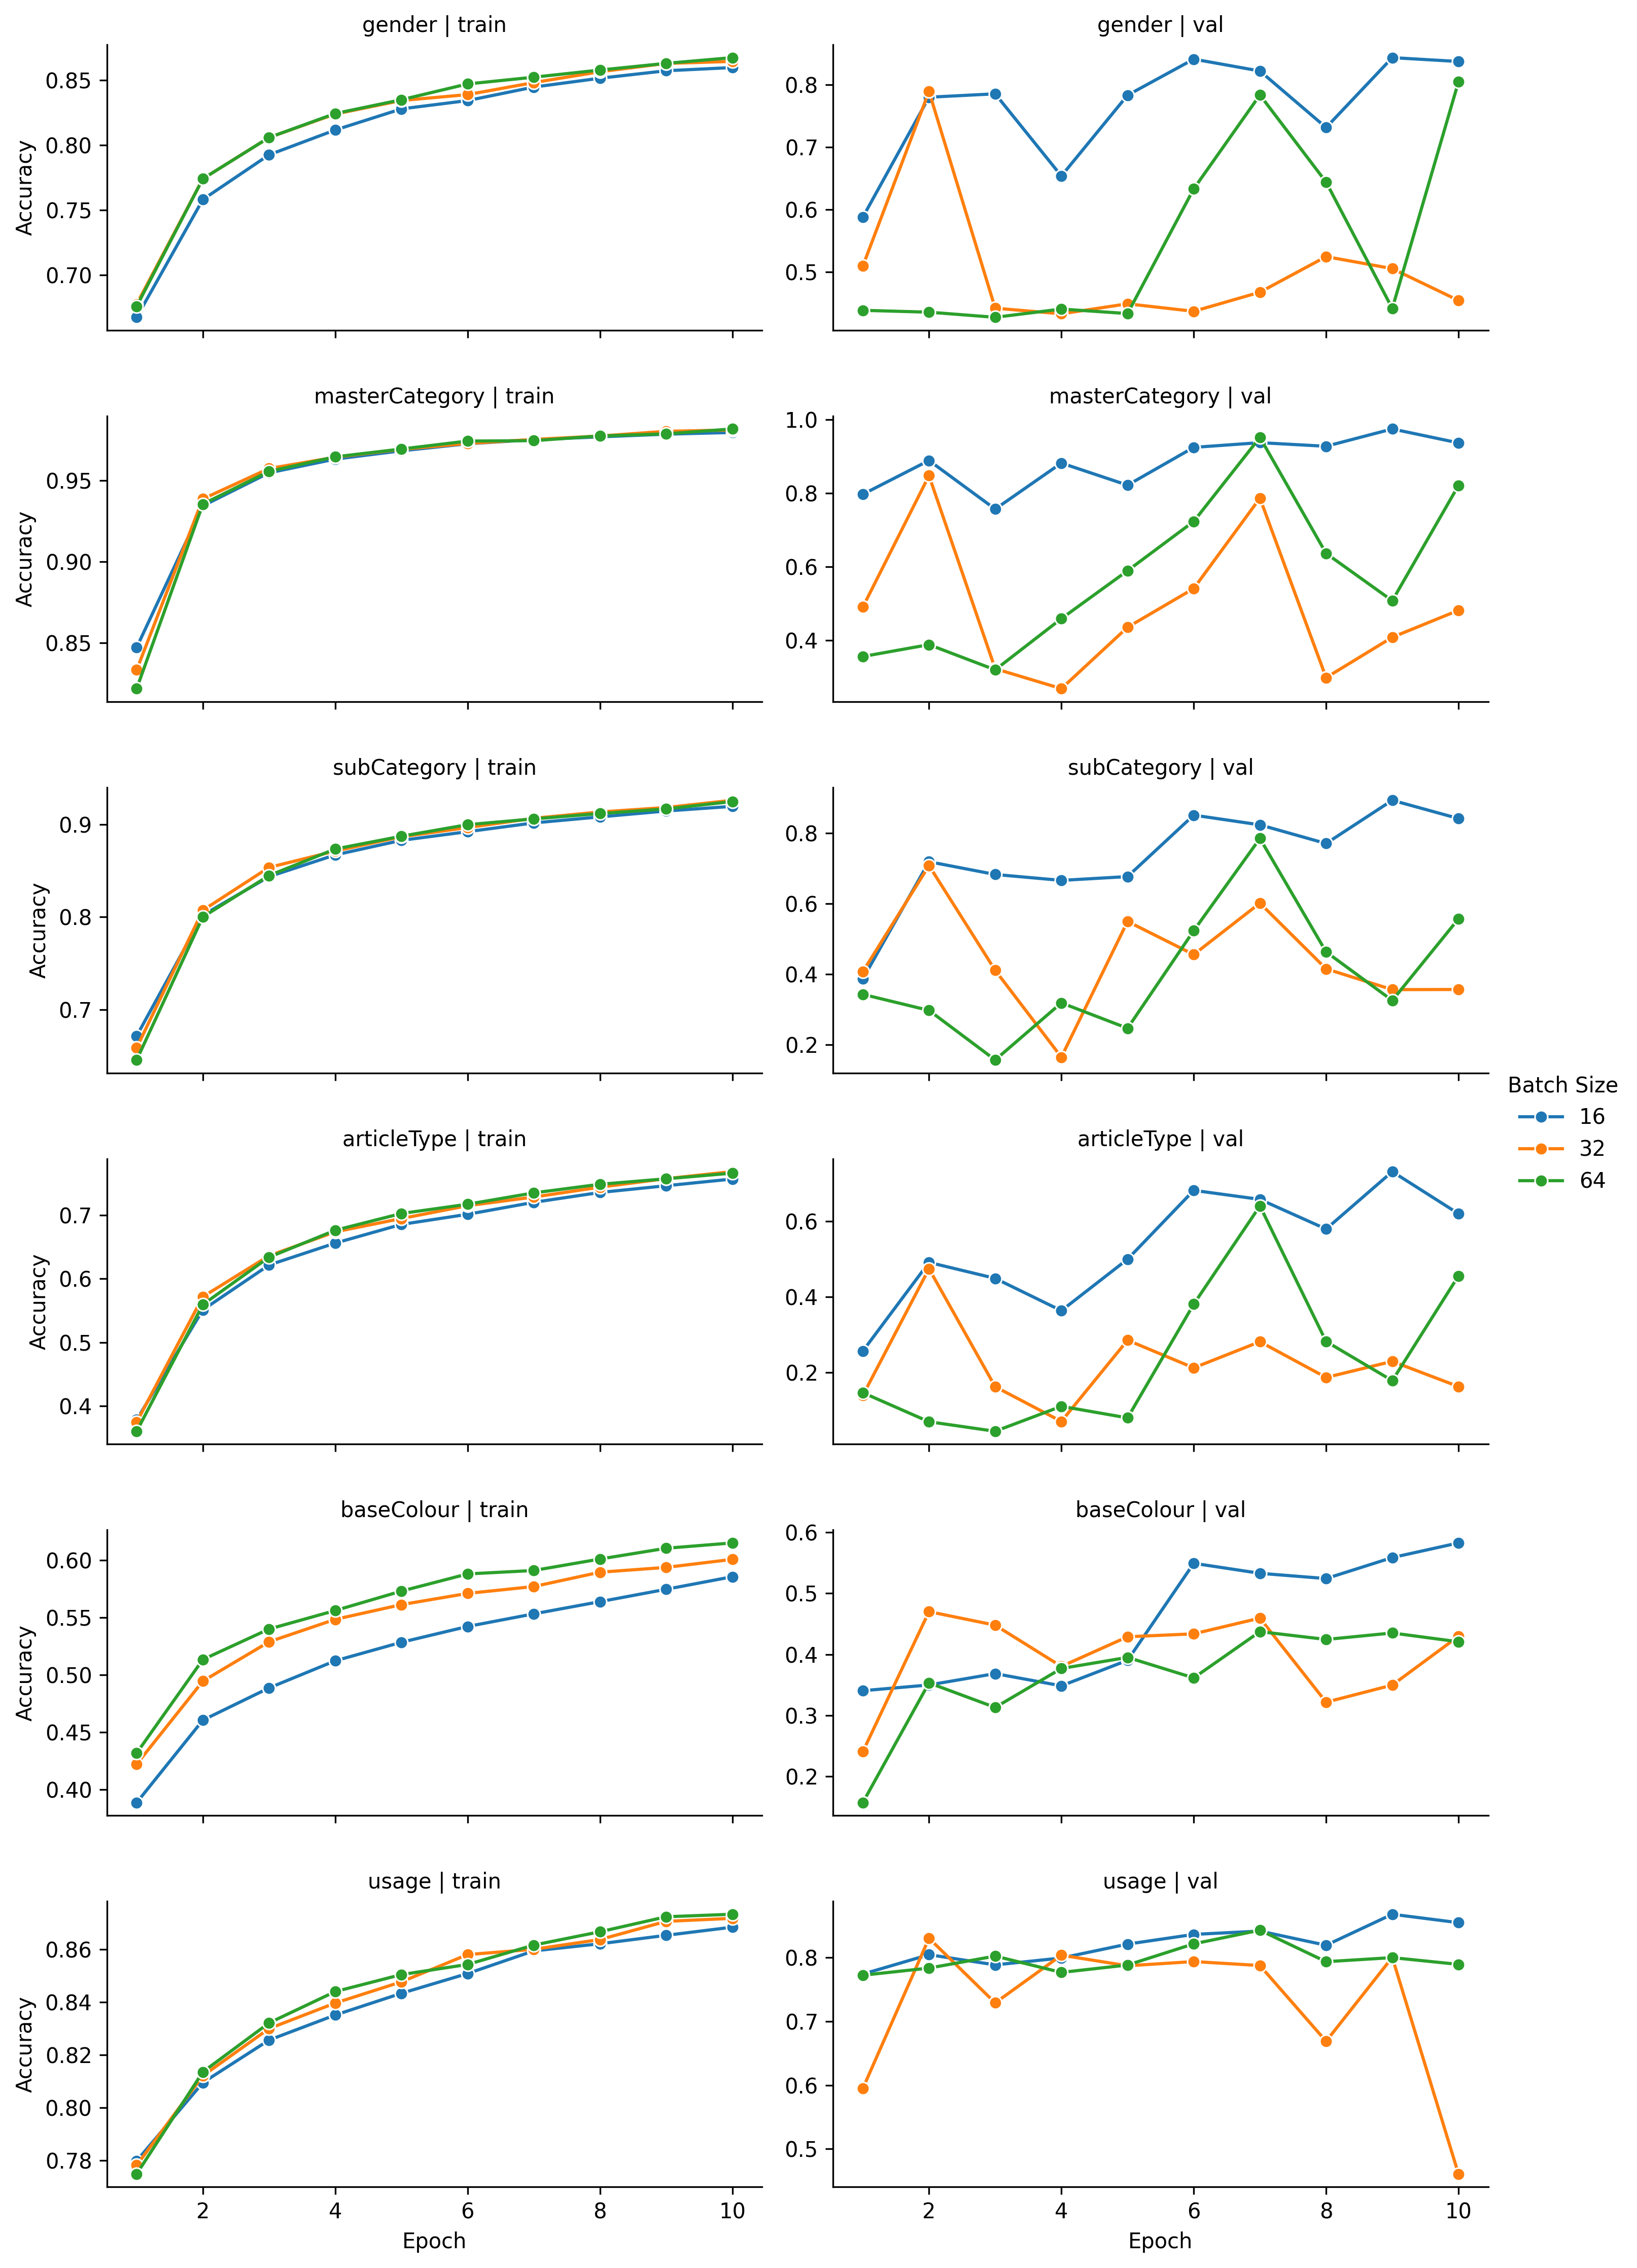 gender | train
gender | val
0.85
0.80
0.75
0.70
Accuracy
0.8
0.7
0.6
0.5
masterCategory | train
masterCategory | val
0.95
0.90
0.85
Accuracy
1.0
0.8
0.6
0.4
subCategory | train
subCategory | val
0.9
0.8
0.7
Accuracy
0.8
0.6
0.4
0.2
Batch Size
16
32
64
articleType | train
articleType | val
0.7
0.6
0.5
0.4
Accuracy
0.6
0.4
0.2
baseColour | train
baseColour | val
0.60
0.55
0.50
0.45
0.40
Accuracy
0.6
0.5
0.4
0.3
0.2
usage | train
usage | val
0.86
0.84
0.82
0.80
0.78
Accuracy
0.8
0.7
0.6
0.5
2 4 6 8 10
Epoch
2 4 6 8 10
Epoch